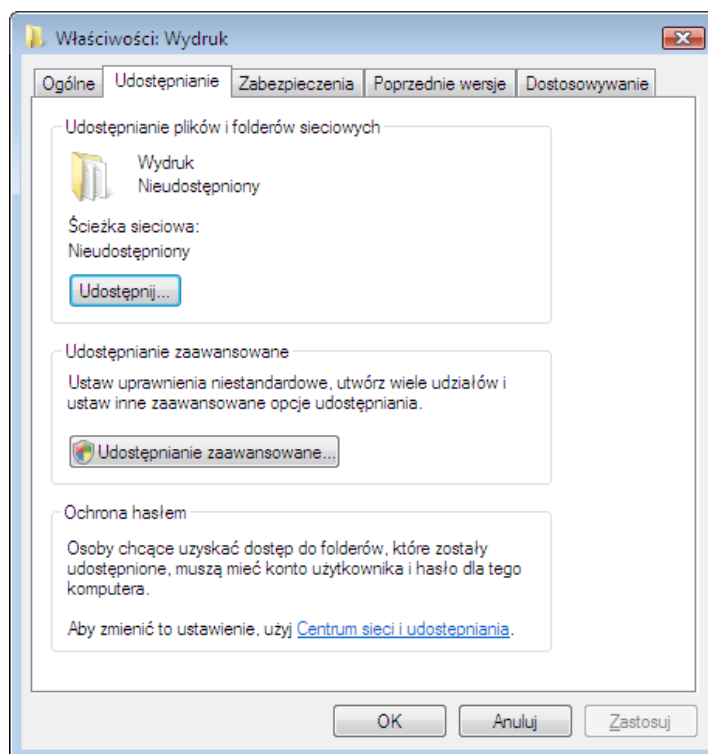 Właściwości: Wydruk
Ogólne Udostępnianie Zabezpieczenia Poprzednie wersje Dostosowywanie
Udostępnianie plików i folderów sieciowych
Wydruk
Nieudostępniony
Ścieżka sieciowa:
Nieudostępniony
Udostępnij...
Udostępnianie zaawansowane
Ustaw uprawnienia niestandardowe, utwórz wiele udziałów i
ustaw inne zaawansowane opcje udostępniania.
Udostępnianie zaawansowane...
Ochrona hasłem
Osoby chcące uzyskać dostęp do folderów, które zostały
udostępnione, muszą mieć konto użytkownika i hasło dla tego
komputera.
Aby zmienić to ustawienie, użyj Centrum sieci i udostępniania.
OK Anuluj Zastosuj